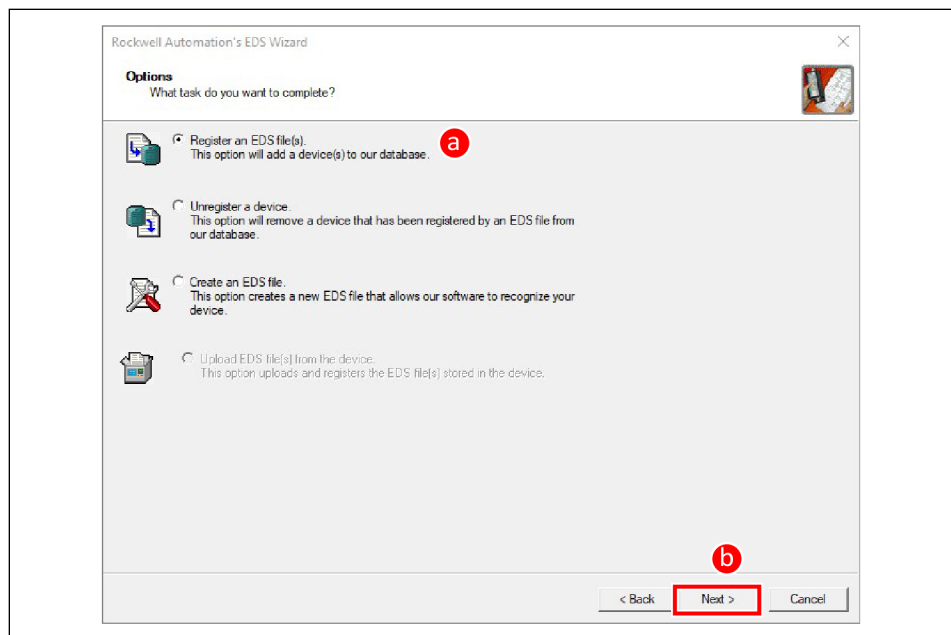 Rockwell Automation's EDS Wizard
Options
What task do you want to complete?
Register an EDS file(s).
This option will add a device(s) to our database.
a
Unregister a device.
This option will remove a device that has been registered by an EDS file from
our database.
Create an EDS file.
This option creates a new EDS file that allows our software to recognize your
device.
Upload EDS file(s) from the device.
This option uploads and registers the EDS file(s) stored in the device.
b
< Back Next > Cancel